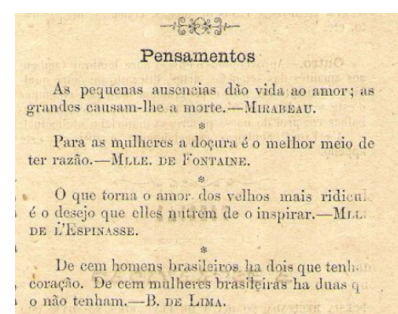 Pensamentos
As pequenas ausencias dão vida ao amor; as
grandes causam-lhe a morte.—MIRABEAU.
*
Para as mulheres a doçura é o melhor meio de
ter razão.—MLLE. DE FONTAINE.
*
O que torna o amor dos velhos mais ridicul
é o desejo que elles nutrem de o inspirar.—MLL
DE L'ESPINASSE.
*
De cem homens brasileiros ha dois que tenham
coração. De cem mulheres brasileiras ha duas q
o não tenham.—B. DE LIMA.